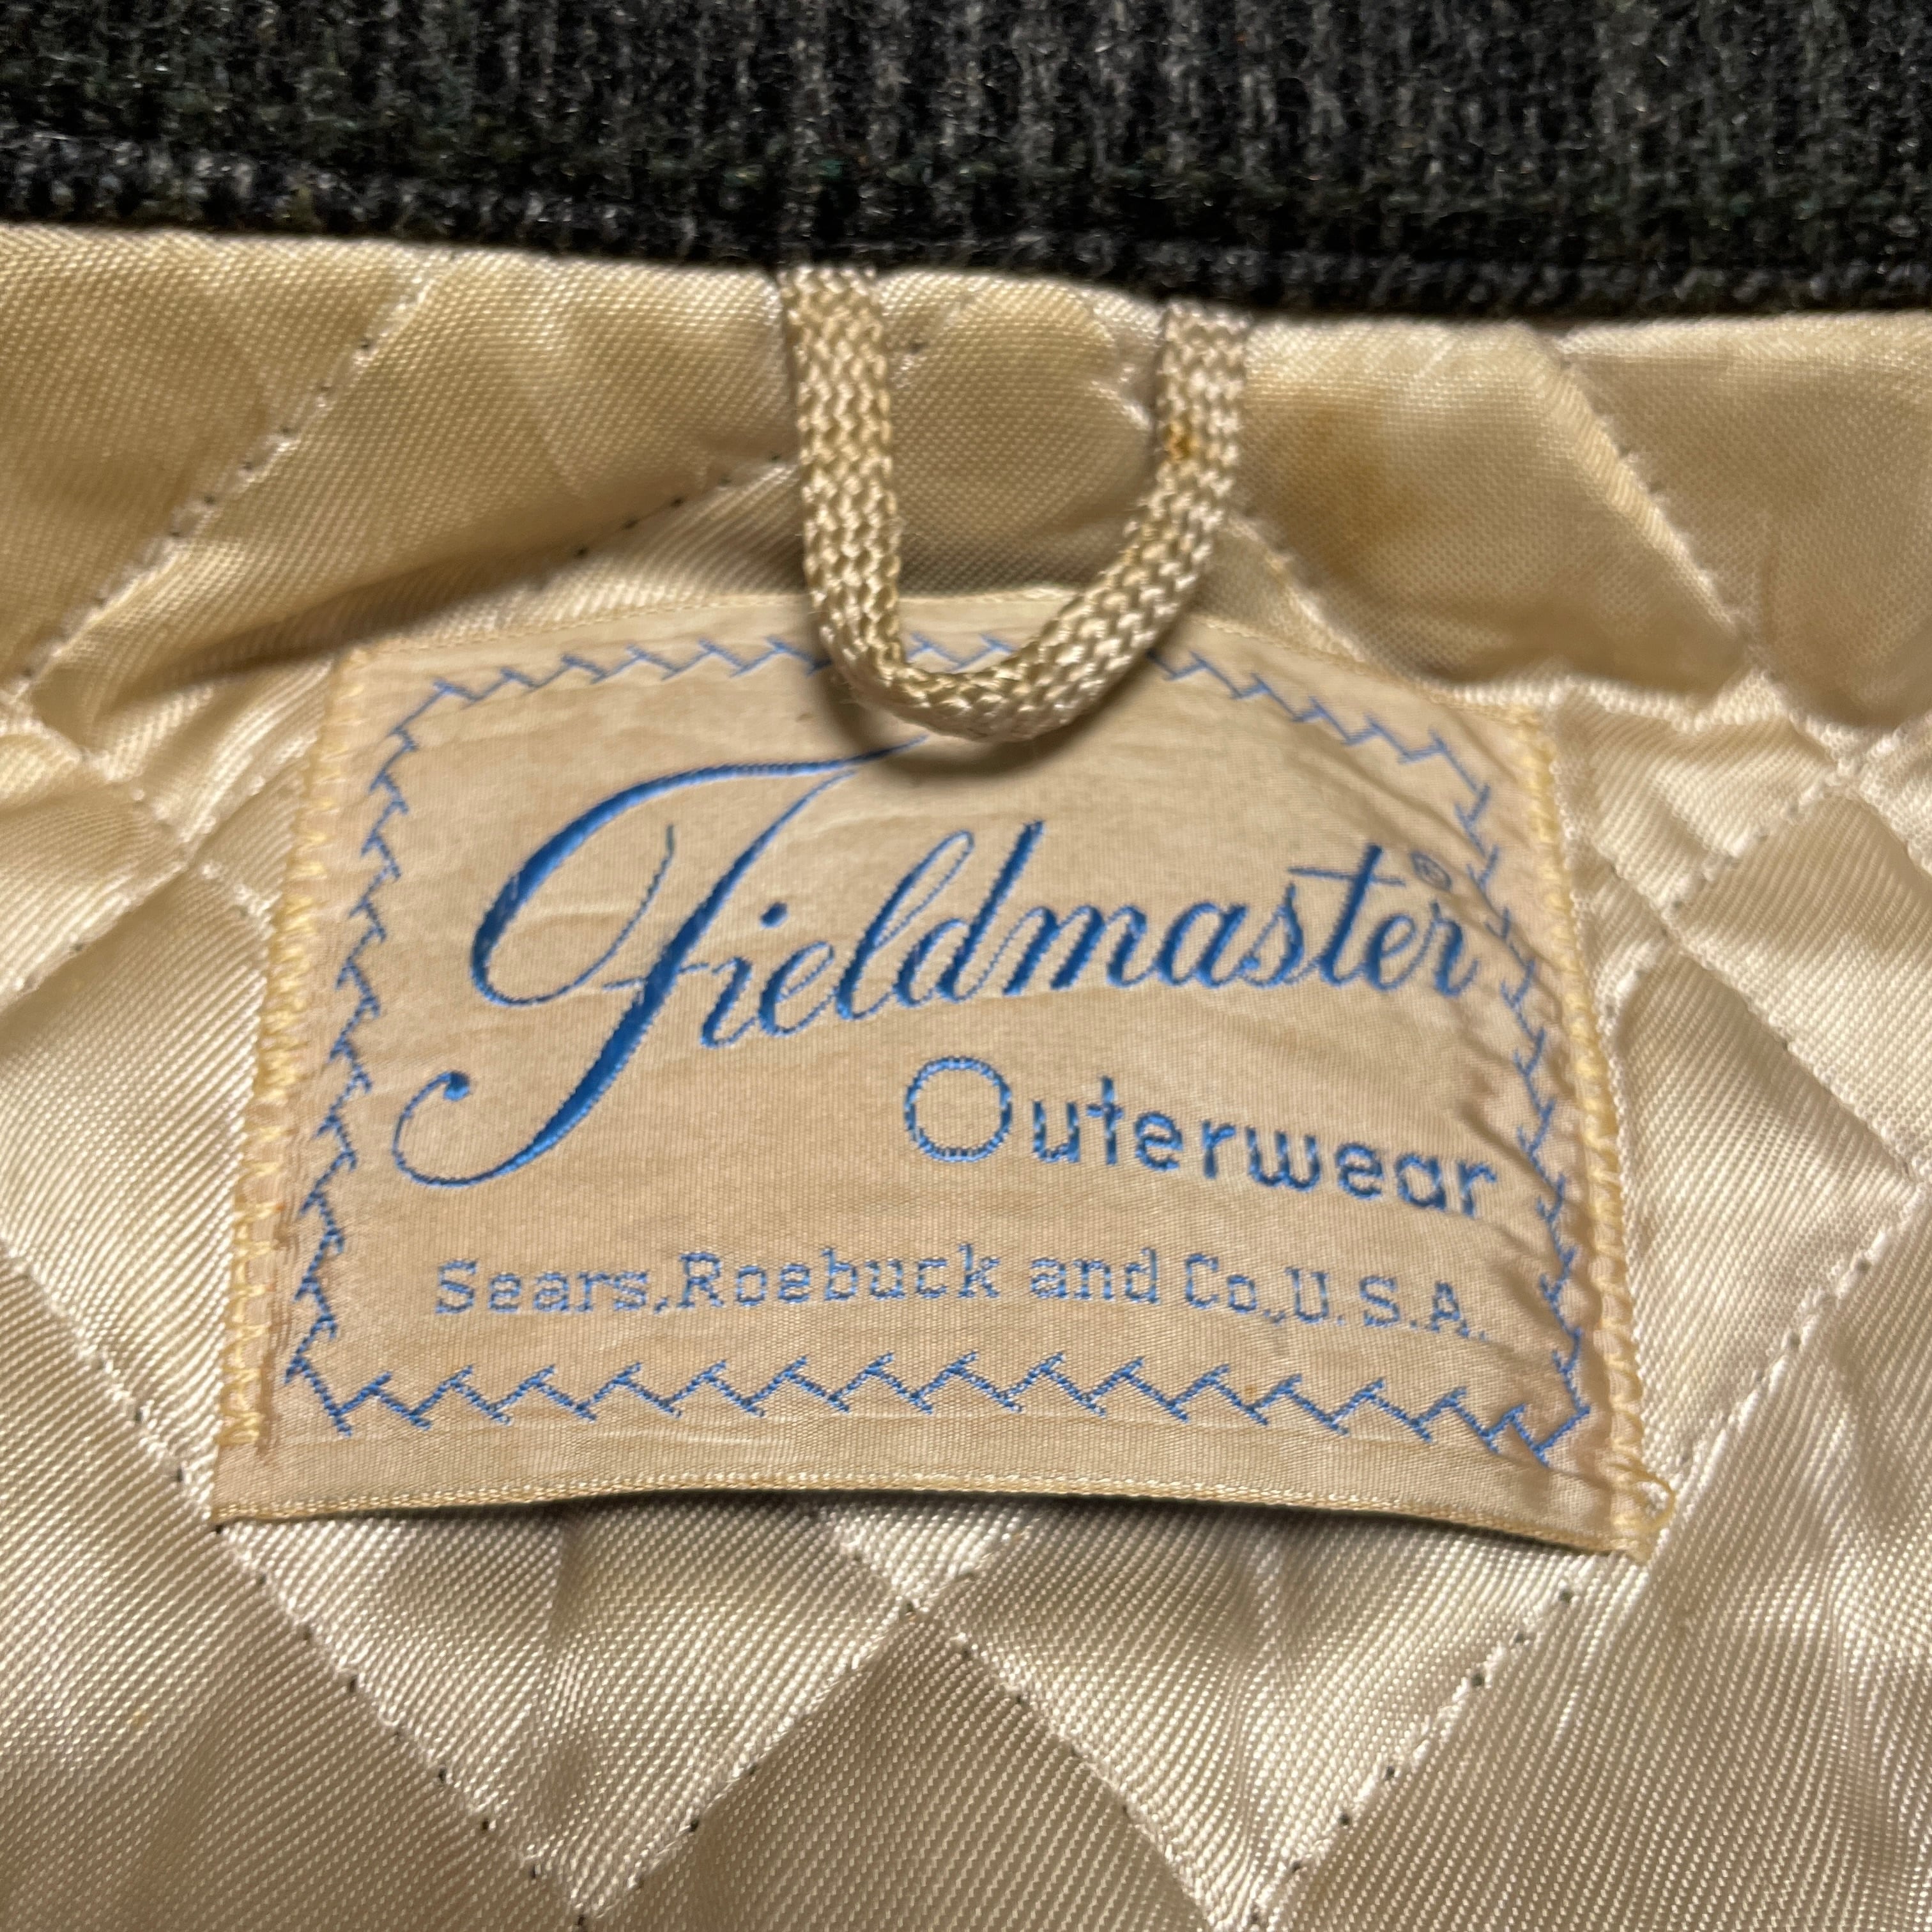 Fieldmaster®
Outerwear
Sears, Roebuck and Co., U.S.A.